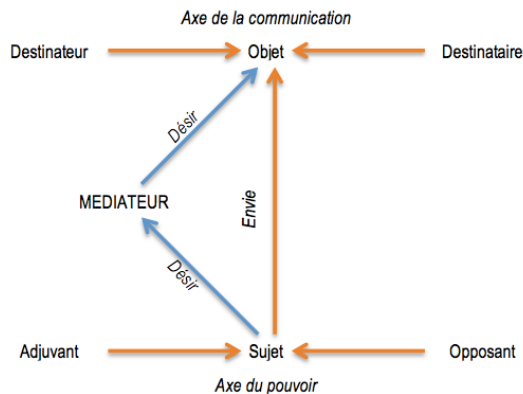 Axe de la communication
Destinateur Objet Destinataire
Désir
MEDIATEUR
Envie
Désir
Adjuvant Sujet Opposant
Axe du pouvoir